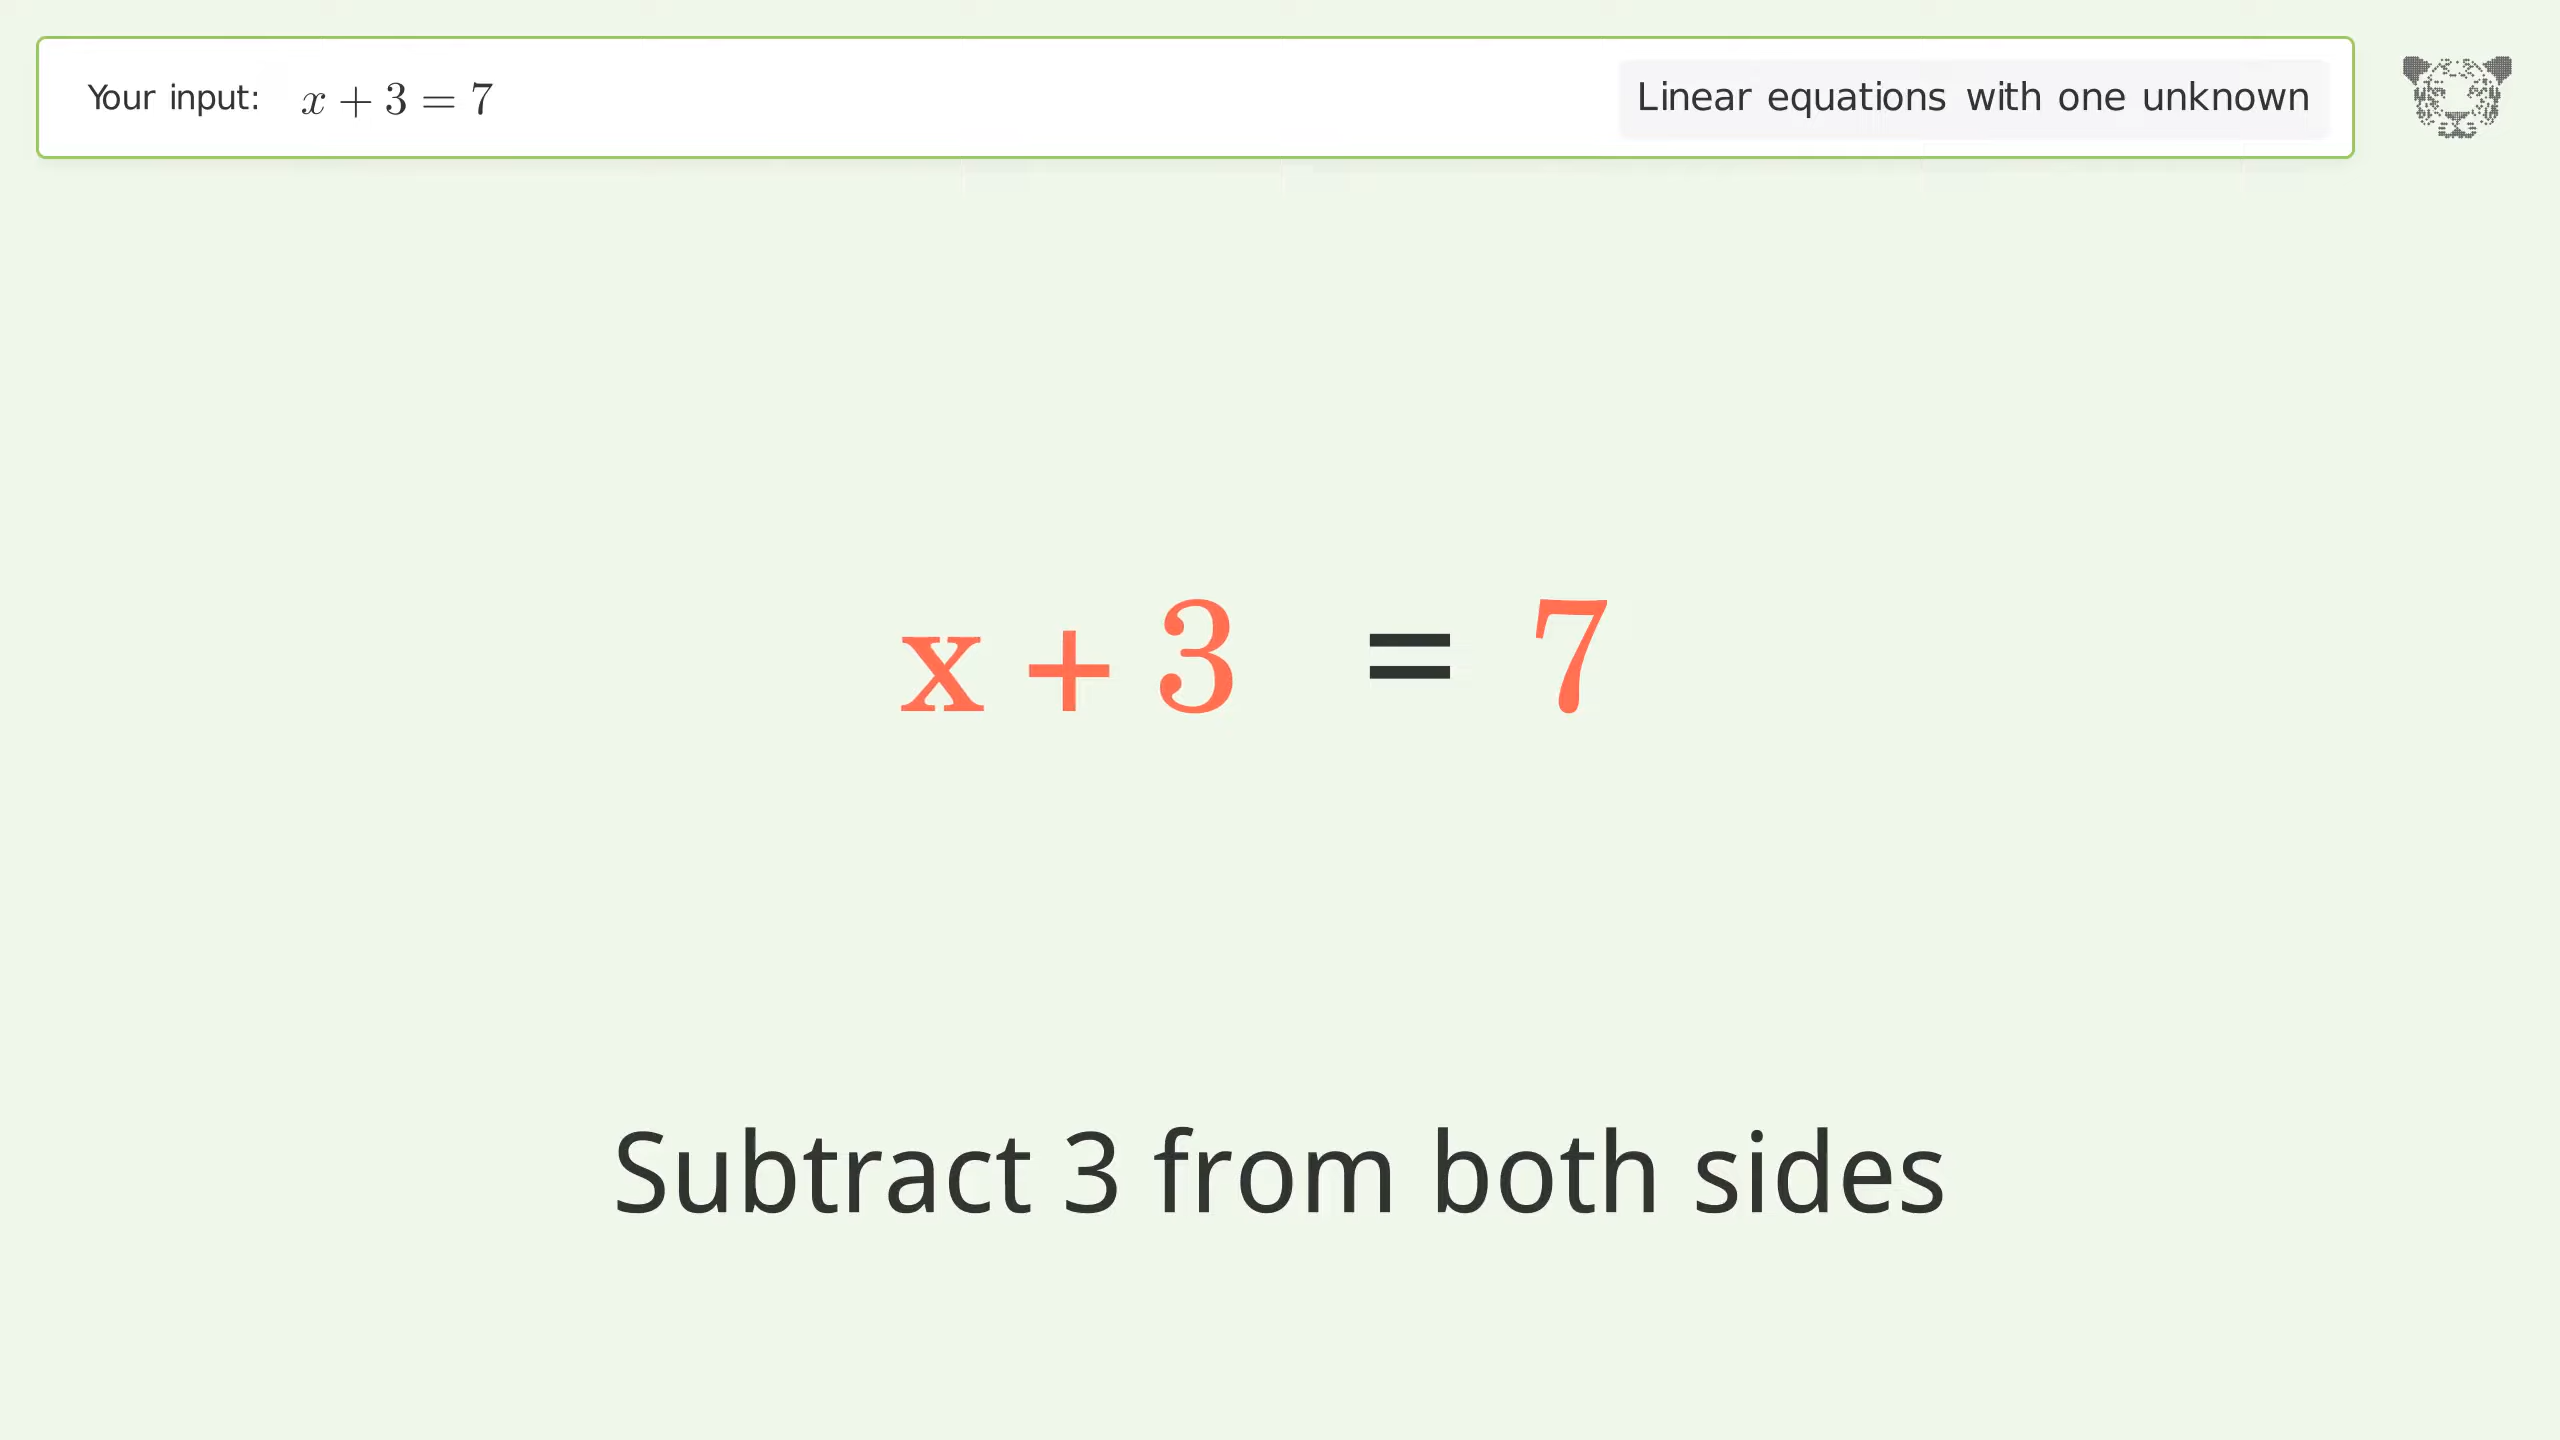 Your input: x + 3 = 7
Linear equations with one unknown
x + 3 = 7
Subtract 3 from both sides